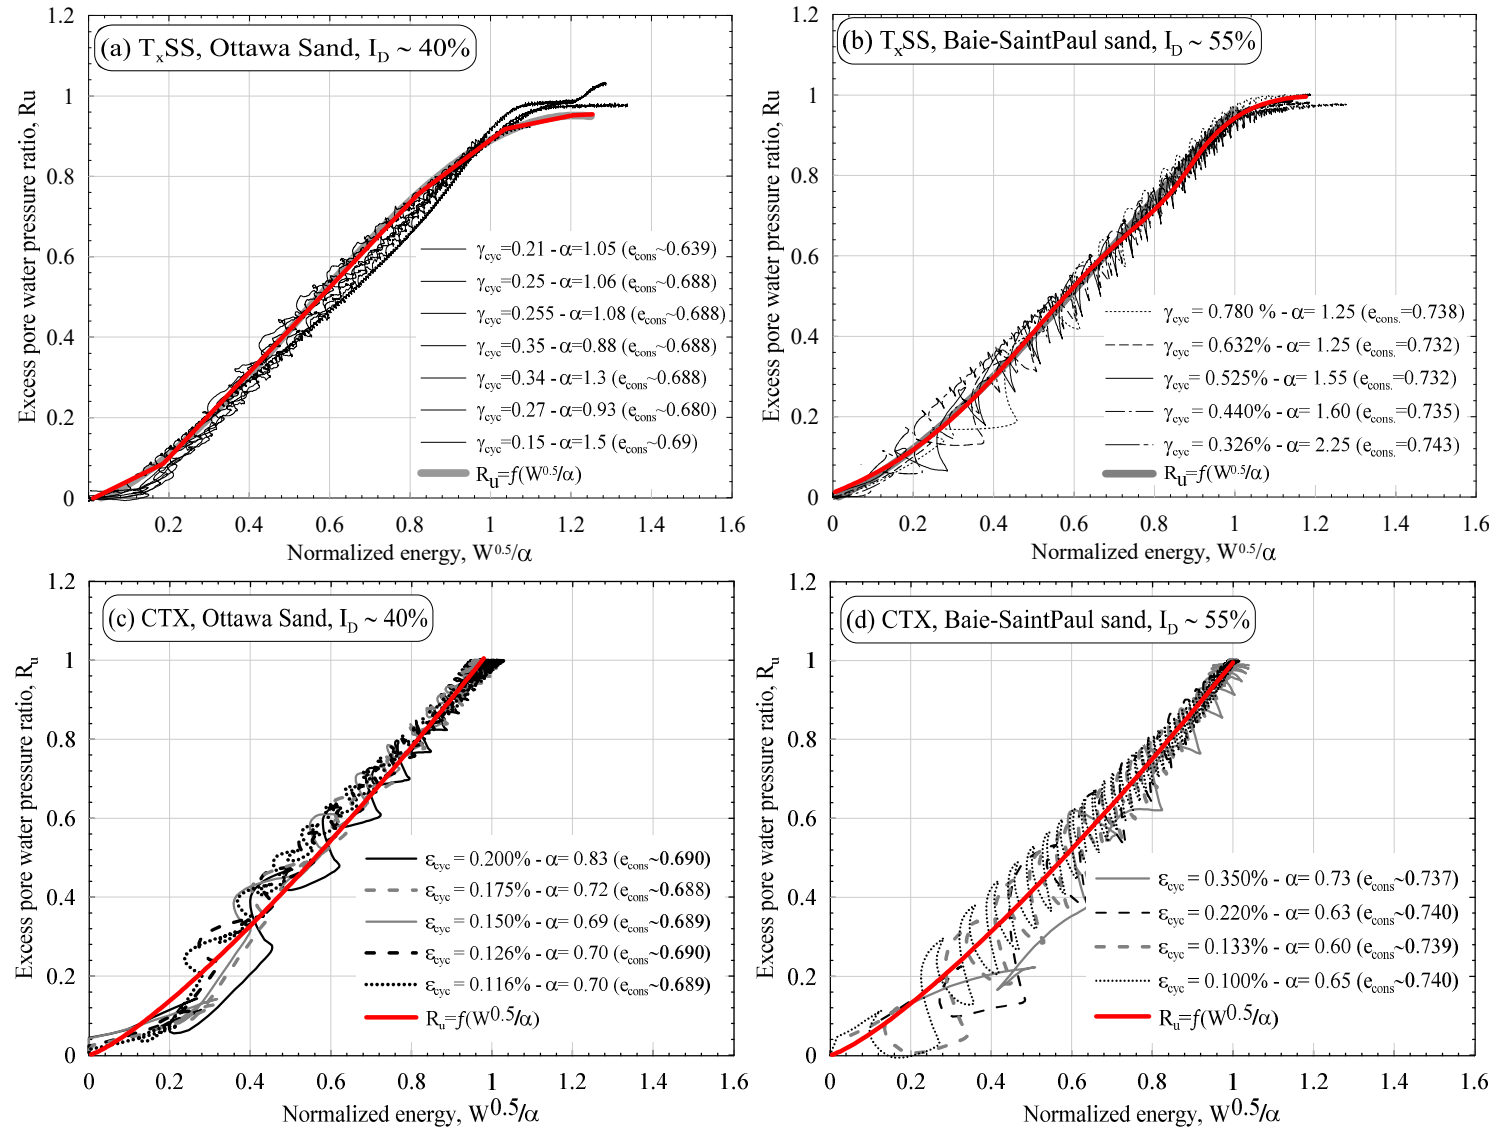 (a) TxSS, Ottawa Sand, ID ~ 40%
Excess pore water pressure ratio, Ru
1.2
1
0.8
0.6
0.4
0.2
0
γcyc=0.21 - α=1.05 (econs~0.639)
γcyc=0.25 - α=1.06 (econs~0.688)
γcyc=0.255 - α=1.08 (econs~0.688)
γcyc=0.35 - α=0.88 (econs~0.688)
γcyc=0.34 - α=1.3 (econs~0.688)
γcyc=0.27 - α=0.93 (econs~0.680)
γcyc=0.15 - α=1.5 (econs~0.69)
Ru=f(W0.5/α)
0.2 0.4 0.6 0.8 1 1.2 1.4 1.6
Normalized energy, W0.5/α
(b) TxSS, Baie-SaintPaul sand, ID ~ 55%
Excess pore water pressure ratio, Ru
1.2
1
0.8
0.6
0.4
0.2
0
γcyc= 0.780 % - α= 1.25 (econs.=0.738)
γcyc= 0.632% - α= 1.25 (econs.=0.732)
γcyc= 0.525% - α= 1.55 (econs.=0.732)
γcyc= 0.440% - α= 1.60 (econs.=0.735)
γcyc= 0.326% - α= 2.25 (econs.=0.743)
Ru=f(W0.5/α)
0 0.2 0.4 0.6 0.8 1 1.2 1.4 1.6
Normalized energy, W0.5/α
(c) CTX, Ottawa Sand, ID ~ 40%
Excess pore water pressure ratio, Ru
1.2
1
0.8
0.6
0.4
0.2
0
εcyc= 0.200% - α= 0.83 (econs~0.690)
εcyc= 0.175% - α= 0.72 (econs~0.688)
εcyc= 0.150% - α= 0.69 (econs~0.689)
εcyc= 0.126% - α= 0.70 (econs~0.690)
εcyc= 0.116% - α= 0.70 (econs~0.689)
Ru=f(W0.5/α)
0 0.2 0.4 0.6 0.8 1 1.2 1.4 1.6
Normalized energy, W0.5/α
(d) CTX, Baie-SaintPaul sand, ID ~ 55%
Excess pore water pressure ratio, Ru
1.2
1
0.8
0.6
0.4
0.2
0
εcyc= 0.350% - α= 0.73 (econs~0.737)
εcyc= 0.220% - α= 0.63 (econs~0.740)
εcyc= 0.133% - α= 0.60 (econs~0.739)
εcyc= 0.100% - α= 0.65 (econs~0.740)
Ru=f(W0.5/α)
0 0.2 0.4 0.6 0.8 1 1.2 1.4 1.6
Normalized energy, W0.5/α